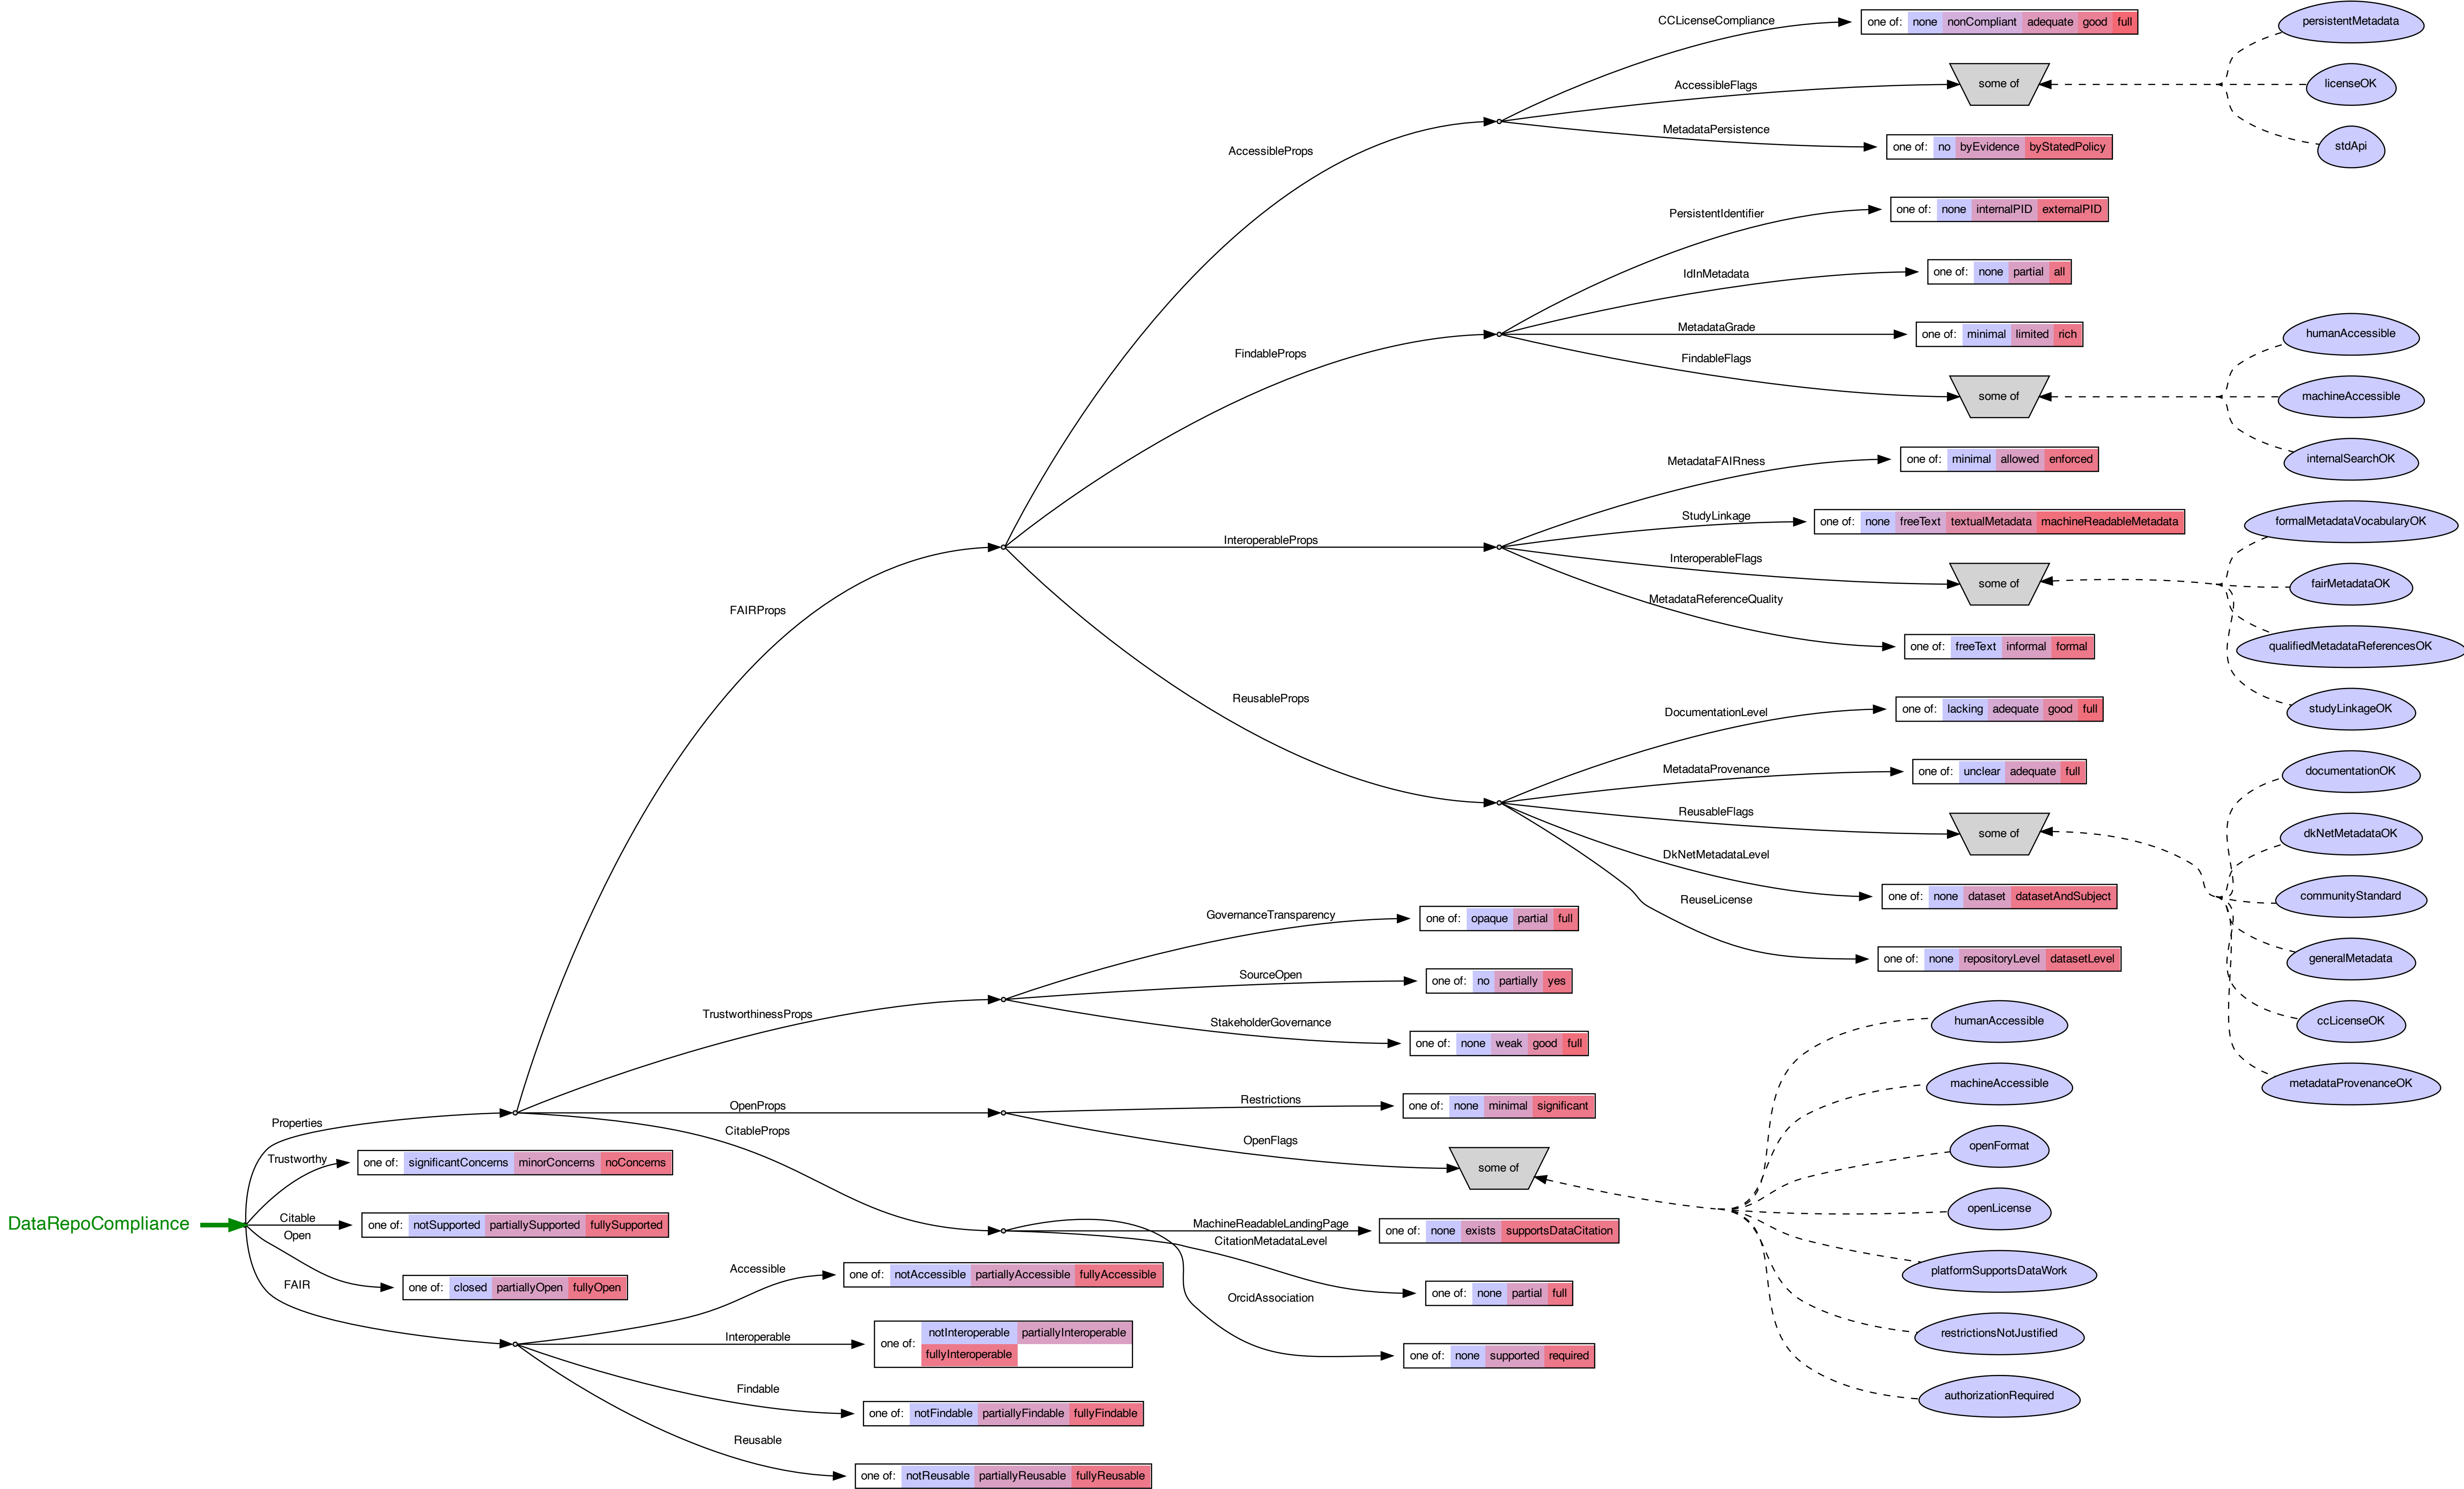 CCLicenseCompliance
one of: none nonCompliant adequate good full
persistentMetadata
AccessibleFlags
some of
licenseOK
MetadataPersistence
one of: no byEvidence byStatedPolicy
stdApi
AccessibleProps
PersistentIdentifier
one of: none internalPID externalPID
IdInMetadata
one of: none partial all
MetadataGrade
one of: minimal limited rich
humanAccessible
FindableProps
FindableFlags
some of
machineAccessible
internalSearchOK
MetadataFAIRness
one of: minimal allowed enforced
StudyLinkage
one of: none freeText textualMetadata machineReadableMetadata
formalMetadataVocabularyOK
InteroperableProps
InteroperableFlags
some of
fairMetadataOK
MetadataReferenceQuality
one of: freeText informal formal
qualifiedMetadataReferencesOK
FAIRProps
studyLinkageOK
ReusableProps
DocumentationLevel
one of: lacking adequate good full
MetadataProvenance
one of: unclear adequate full
documentationOK
ReusableFlags
some of
dkNetMetadataOK
DkNetMetadataLevel
one of: none dataset datasetAndSubject
communityStandard
ReuseLicense
one of: none repositoryLevel datasetLevel
generalMetadata
GovernanceTransparency
one of: opaque partial full
SourceOpen
one of: no partially yes
ccLicenseOK
TrustworthinessProps
StakeholderGovernance
one of: none weak good full
metadataProvenanceOK
humanAccessible
OpenProps
Restrictions
one of: none minimal significant
machineAccessible
Properties
CitableProps
OpenFlags
some of
openFormat
Trustworthy
one of: significantConcerns minorConcerns noConcerns
openLicense
DataRepoCompliance
Citable
one of: notSupported partiallySupported fullySupported
MachineReadableLandingPage
one of: none exists supportsDataCitation
Open
one of: closed partiallyOpen fullyOpen
CitationMetadataLevel
one of: none partial full
platformSupportsDataWork
FAIR
Accessible
one of: notAccessible partiallyAccessible fullyAccessible
OrcidAssociation
one of: none supported required
restrictionsNotJustified
Interoperable
one of: notInteroperable partiallyInteroperable
fullyInteroperable
authorizationRequired
Findable
one of: notFindable partiallyFindable fullyFindable
Reusable
one of: notReusable partiallyReusable fullyReusable